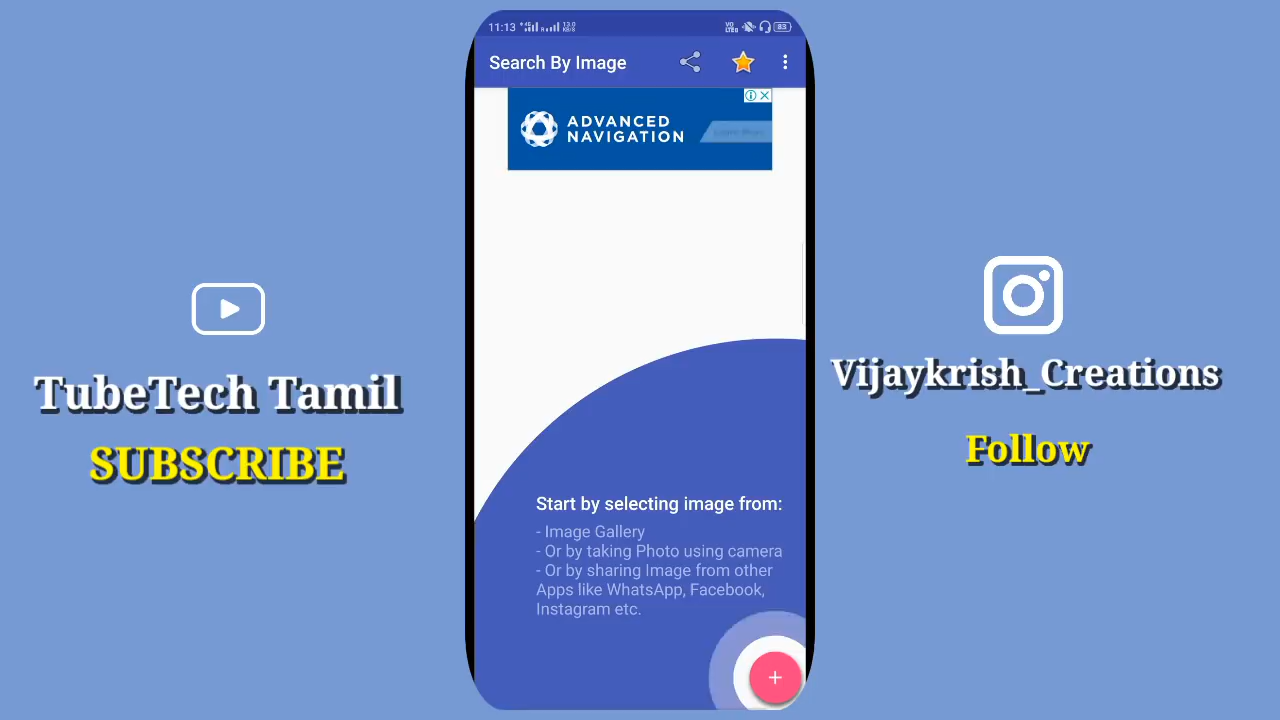 11:13
83
Search By Image
ADVANCED
NAVIGATION
TubeTech Tamil
SUBSCRIBE
Vijaykrish_Creations
Follow
Start by selecting image from:
- Image Gallery
- Or by taking Photo using camera
- Or by sharing Image from other
Apps like WhatsApp, Facebook,
Instagram etc.